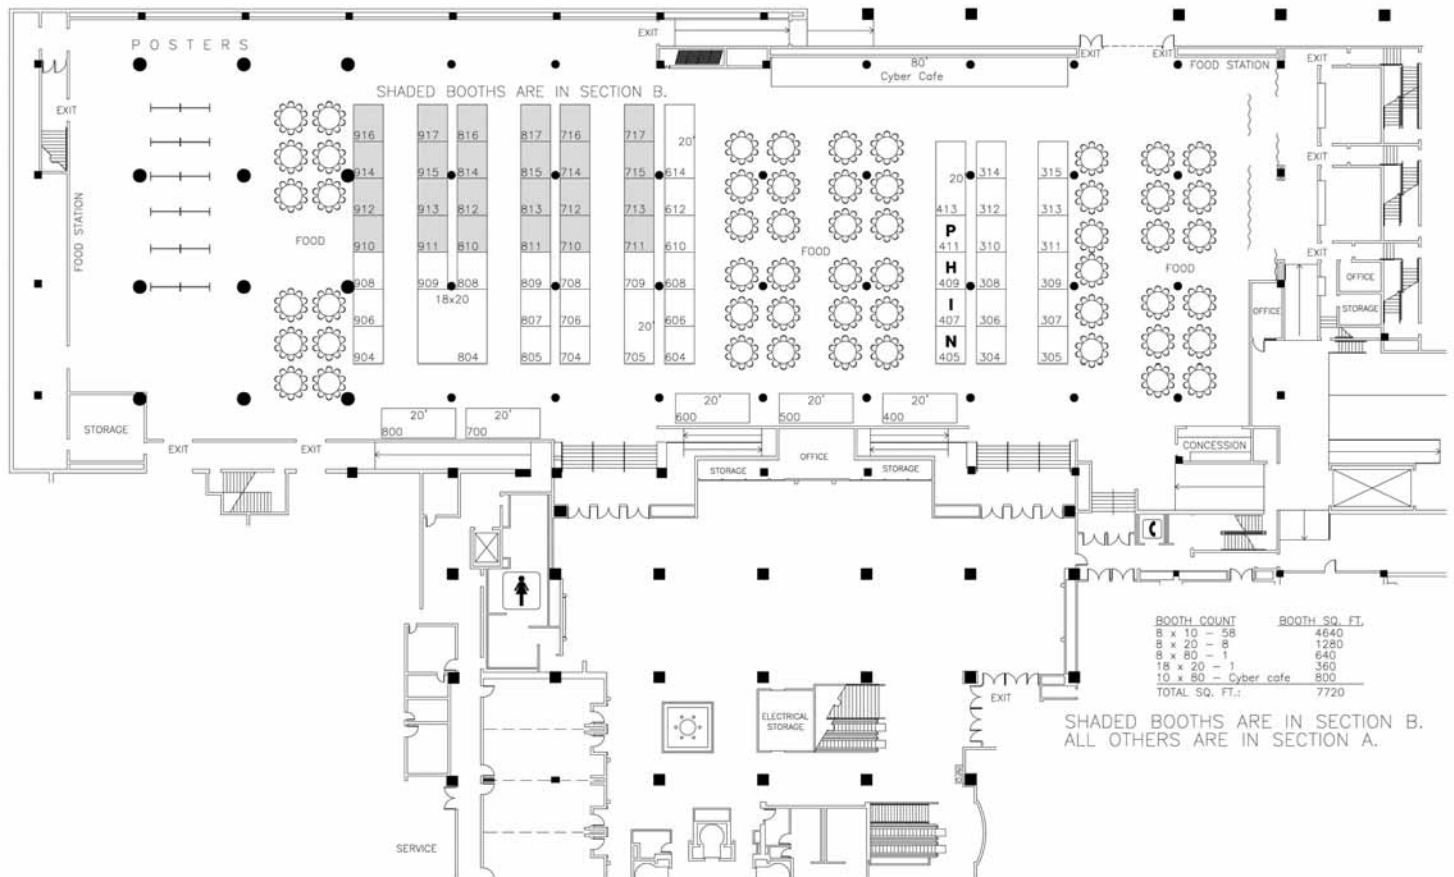 EXIT
POSTERS
EXIT
EXIT
EXIT
80'
Cyber Cafe
FOOD STATION
SHADED BOOTHS ARE IN SECTION B.
EXIT
916 917 816 817 716 717 20'
EXIT
914 915 814 815 714 715 614 20' 314 315
912 913 812 813 712 713 612 413 312 313
FOOD STATION
FOOD
P
FOOD
910 911 810 811 710 711 610 411 310 311
EXIT
FOOD
H
OFFICE
908 909 808 809 708 709 608 409 308 309
18x20
I
OFFICE
STORAGE
906 807 706 20' 606 407 306 307
N
904 804 805 704 705 604 405 304 305
20' 20' 20' 20' 20'
800 700 600 500 400
STORAGE
EXIT
EXIT
CONCESSION
STORAGE
OFFICE
STORAGE
BOOTH COUNT BOOTH SQ. FT.
8 x 10 - 58 4640
8 x 20 - 8 1280
8 x 80 - 1 640
18 x 20 - 1 360
10 x 80 - Cyber cafe 800
TOTAL SQ. FT.: 7720
EXIT
ELECTRICAL
STORAGE
SHADED BOOTHS ARE IN SECTION B.
ALL OTHERS ARE IN SECTION A.
SERVICE